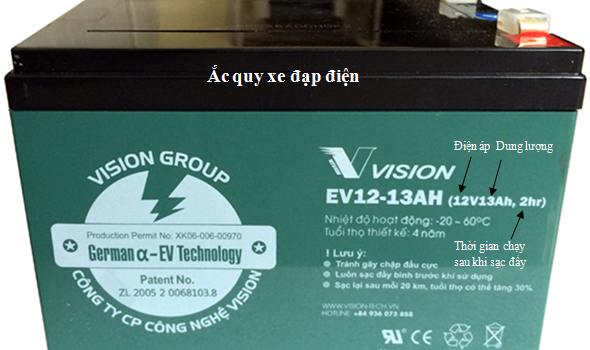 Ắc quy xe đạp điện
VISION GROUP
Production Permit No: XK06-006-00970
German α-EV Technology
Patent No.
ZL 2005 2 0068103.8
CÔNG TY CP CÔNG NGHỆ VISION
Điện áp Dung lượng
VISION
EV12-13AH (12V13Ah, 2hr)
Nhiệt độ hoạt động: -20 ~ 60ºC
Tuổi thọ thiết kế: 4 năm
Thời gian chạy
sau khi sạc đầy
! Lưu ý:
Tránh gây chập đầu cực
Luôn sạc đầy bình trước khi sử dụng
Sạc lại sau mỗi 20 km, tuổi thọ có thể tăng 30%
WWW.VISION-TECH.VN
HOTLINE: +84 936 073 858
CE
Pb